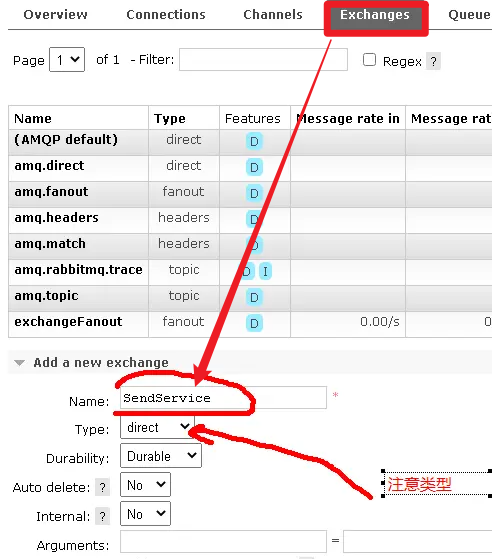 Overview Connections Channels Exchanges Queue
Page 1 of 1 - Filter: Regex ?
Name Type Features Message rate in Message rat
(AMQP default) direct D
amq.direct direct D
amq.fanout fanout D
amq.headers headers D
amq.match headers D
amq.rabbitmq.trace topic D I
amq.topic topic D
exchangeFanout fanout D 0.00/s 0
Add a new exchange
Name: SendService *
Type: direct
Durability: Durable
注意类型
Auto delete: ? No
Internal: ? No
Arguments: =